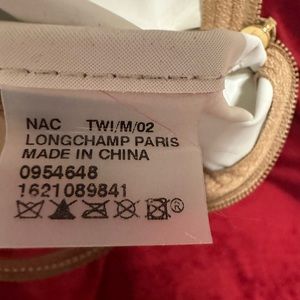 NAC TWI/M/02
LONGCHAMP PARIS
MADE IN CHINA
0954648
1621089841
®